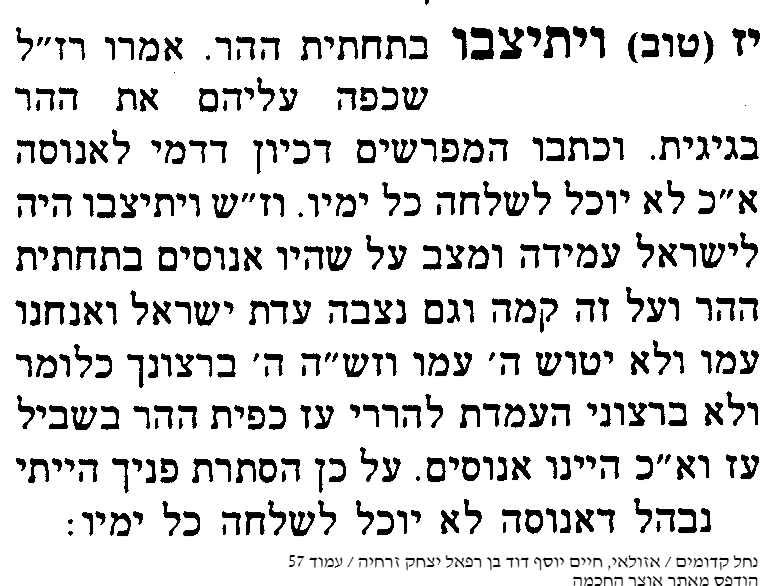 יז (טוב) ויתיצבו בתחתית ההר. אמרו רז״ל
שכפה עליהם את ההר
בגיגית. וכתבו המפרשים דכיון דדמי לאנוסה
א״כ לא יוכל לשלחה כל ימיו. וז״ש ויתיצבו היה
לישראל עמידה ומצב על שהיו אנוסים בתחתית
ההר ועל זה קמה וגם נצבה עדת ישראל ואנחנו
עמו ולא יטוש ה׳ עמו וזש״ה ה׳ ברצונך כלומר
ולא ברצוני העמדת להררי עז כפית ההר בשביל
עז וא״כ היינו אנוסים. על כן הסתרת פניך הייתי
נבהל דאנוסה לא יוכל לשלחה כל ימיו:
נחל קדומים / אזולאי, חיים יוסף דוד בן רפאל יצחק זרחיה / עמוד 57
הודפס מאתר אוצר החכמה